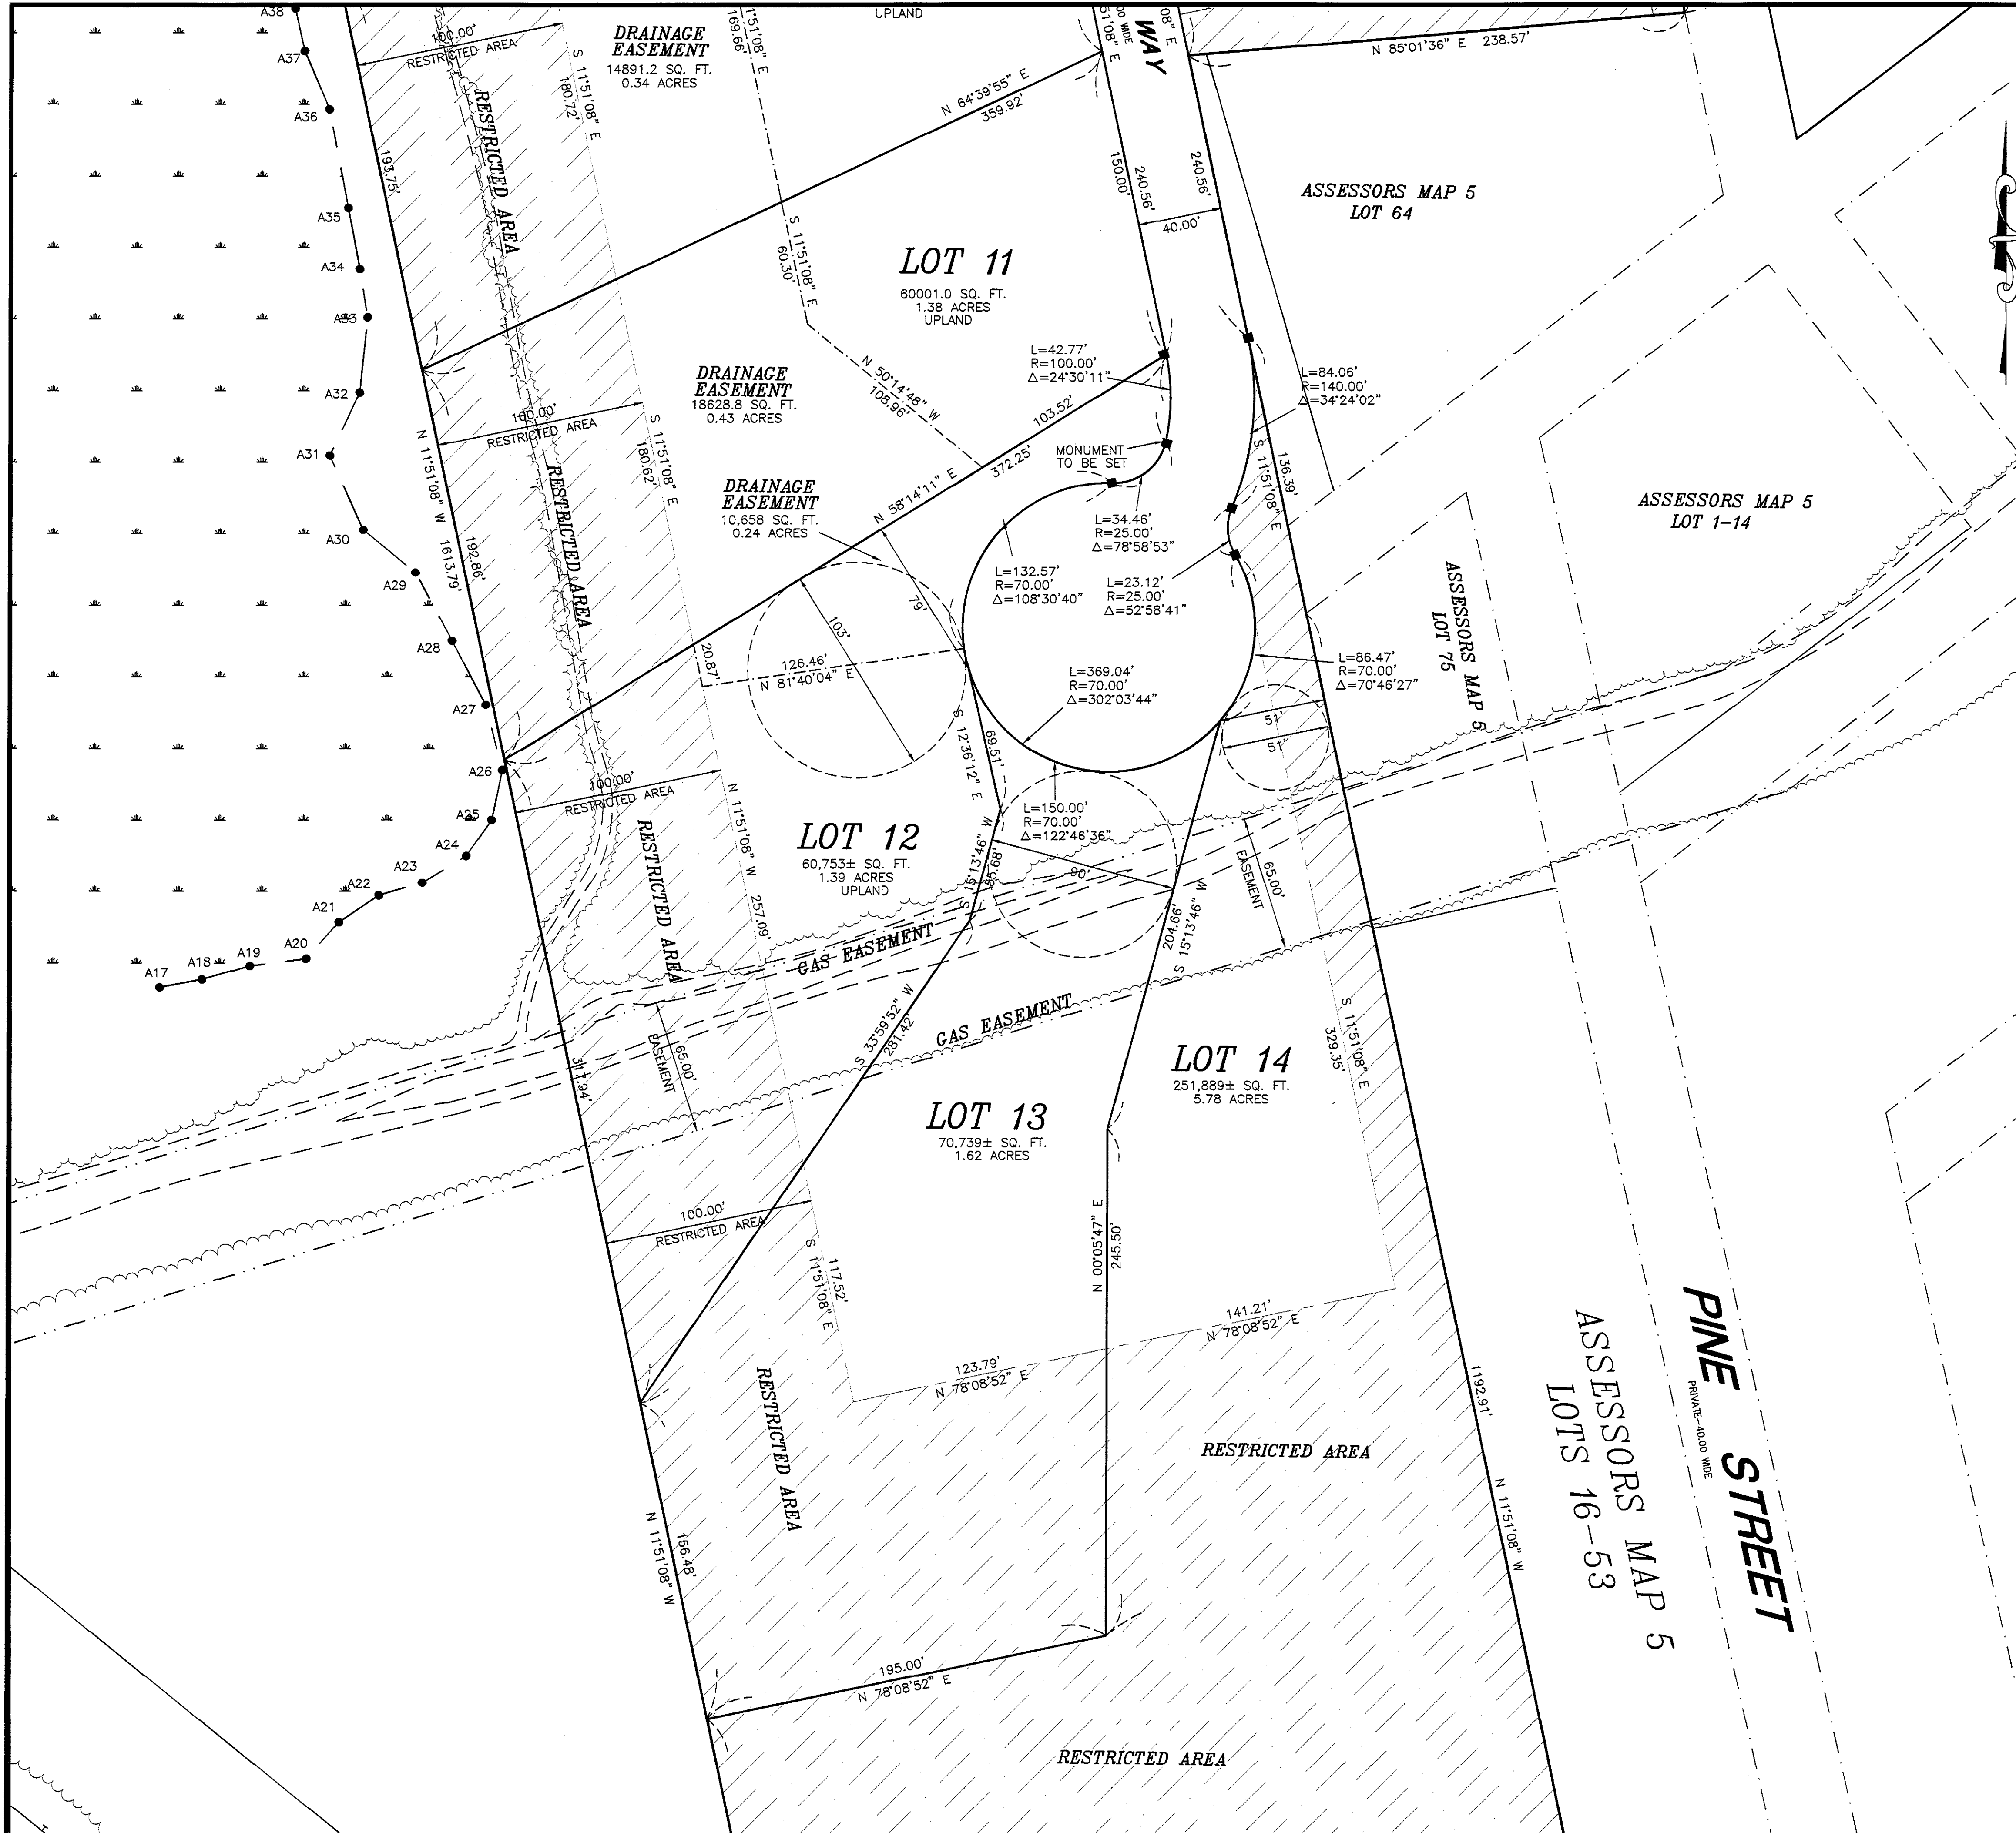 A38
A37
A36
A35
A34
A33
A32
A31
A30
A29
A28
A27
A26
A25
A24
A23
A22
A21
A20
A19
A18
A17
100.00'
RESTRICTED AREA
S 11°51'08" E
180.72'
DRAINAGE
EASEMENT
14891.2 SQ. FT.
0.34 ACRES
1°51'08" E
169.66'
UPLAND
51'08" E
00 WIDE
WAY
08" E
N 85°01'36" E 238.57'
RESTRICTED AREA
193.75'
N 64°39'55" E
359.92'
150.00'
240.56'
240.56'
40.00'
ASSESSORS MAP 5
LOT 64
S 11°51'08" E
60.30'
LOT 11
60001.0 SQ. FT.
1.38 ACRES
UPLAND
L=42.77'
R=100.00'
Δ=24°30'11"
L=84.06'
R=140.00'
Δ=34°24'02"
DRAINAGE
EASEMENT
18628.8 SQ. FT.
0.43 ACRES
N 50°14'48" W
108.96'
103.52'
100.00'
RESTRICTED AREA
S 11°51'08" E
180.62'
N 11°51'08" W
1613.79'
192.86'
RESTRICTED AREA
MONUMENT
TO BE SET
N 58°14'11" E
372.25'
S 11°51'08" E
136.39'
DRAINAGE
EASEMENT
10,658 SQ. FT.
0.24 ACRES
L=34.46'
R=25.00'
Δ=78°58'53"
ASSESSORS MAP 5
LOT 1-14
L=132.57'
R=70.00'
Δ=108°30'40"
L=23.12'
R=25.00'
Δ=52°58'41"
ASSESSORS MAP 5
LOT 75
79'
103'
20.87'
126.46'
N 81°40'04" E
L=369.04'
R=70.00'
Δ=302°03'44"
L=86.47'
R=70.00'
Δ=70°46'27"
51'
51'
S 12°36'12" E
69.51'
100.00'
RESTRICTED AREA
N 11°51'08" W
257.09'
RESTRICTED AREA
LOT 12
60,753± SQ. FT.
1.39 ACRES
UPLAND
L=150.00'
R=70.00'
Δ=122°46'36"
S 15°13'46" W
85.68'
80'
EASEMENT
65.00'
204.66'
S 15°13'46" W
GAS EASEMENT
GAS EASEMENT
S 33°59'52" W
281.42'
EASEMENT
65.00'
317.94'
S 11°51'08" E
329.35'
LOT 14
251,889± SQ. FT.
5.78 ACRES
LOT 13
70,739± SQ. FT.
1.62 ACRES
100.00'
RESTRICTED AREA
S 11°51'08" E
117.52'
N 00°05'47" E
245.50'
141.21'
N 78°08'52" E
123.79'
N 78°08'52" E
RESTRICTED AREA
RESTRICTED AREA
1192.91'
N 11°51'08" W
ASSESSORS MAP 5
LOTS 16-53
PINE STREET
PRIVATE-40.00 WIDE
N 11°51'08" W
156.48'
195.00'
N 78°08'52" E
RESTRICTED AREA